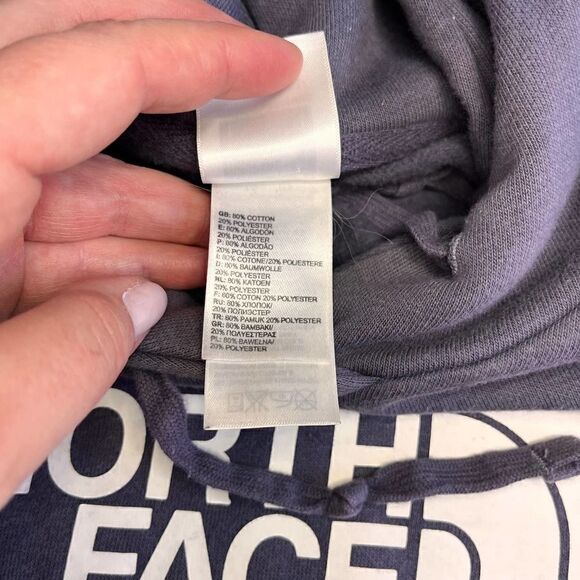 GB: 80% COTTON
20% POLYESTER
E: 80% ALGODÓN
20% POLIÉSTER
P: 80% ALGODÃO
20% POLIÉSTER
I: 80% COTONE/20% POLIESTERE
D: 80% BAUMWOLLE
20% POLYESTER
NL: 80% KATOEN
20% POLYESTER
F: 80% COTON 20% POLYESTER
RU: 80% ХЛОПОК/
20% ПОЛИЭСТЕР
TR: 80% PAMUK 20% POLYESTER
GR: 80% ΒΑΜΒΑΚΙ/
20% ΠΟΛΥΕΣΤΕΡΑΣ
PL: 80% BAWEŁNA/
20% POLYESTER
NORTH
FACE